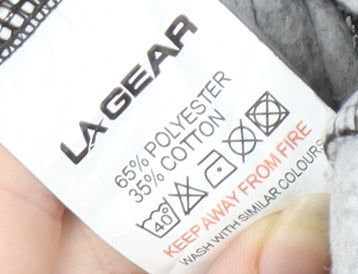 LA GEAR
65% POLYESTER
35% COTTON
40°
KEEP AWAY FROM FIRE
WASH WITH SIMILAR COLOURS